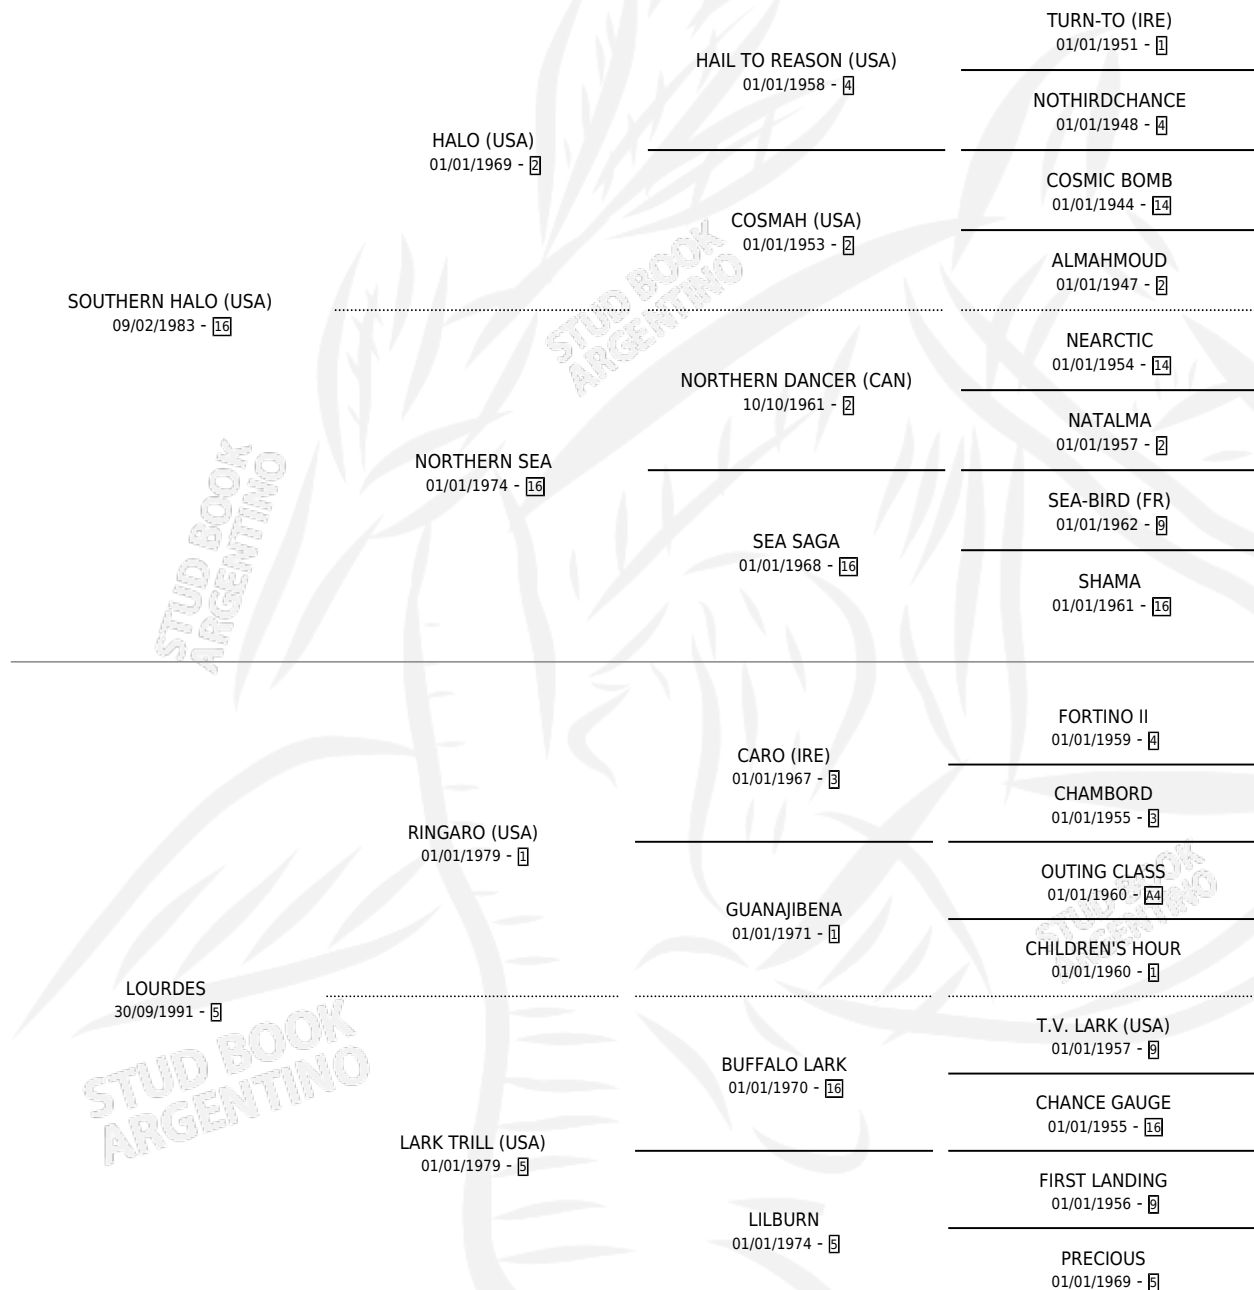 TURN-TO (IRE)
01/01/1951 - 1
HAIL TO REASON (USA)
01/01/1958 - 4
NOTHIRDCHANCE
01/01/1948 - 4
HALO (USA)
01/01/1969 - 2
COSMIC BOMB
01/01/1944 - 14
COSMAH (USA)
01/01/1953 - 2
ALMAHMOUD
01/01/1947 - 2
SOUTHERN HALO (USA)
09/02/1983 - 16
NEARCTIC
01/01/1954 - 14
NORTHERN DANCER (CAN)
10/10/1961 - 2
NATALMA
01/01/1957 - 2
NORTHERN SEA
01/01/1974 - 16
SEA-BIRD (FR)
01/01/1962 - 9
SEA SAGA
01/01/1968 - 16
SHAMA
01/01/1961 - 16
FORTINO II
01/01/1959 - 4
CARO (IRE)
01/01/1967 - 3
CHAMBORD
01/01/1955 - 3
RINGARO (USA)
01/01/1979 - 1
OUTING CLASS
01/01/1960 - A4
GUANAJIBENA
01/01/1971 - 1
CHILDREN'S HOUR
01/01/1960 - 1
LOURDES
30/09/1991 - 5
T.V. LARK (USA)
01/01/1957 - 9
BUFFALO LARK
01/01/1970 - 16
CHANCE GAUGE
01/01/1955 - 16
LARK TRILL (USA)
01/01/1979 - 5
FIRST LANDING
01/01/1956 - 9
LILBURN
01/01/1974 - 5
PRECIOUS
01/01/1969 - 5
STUD BOOK
ARGENTINO
STUD BOOK
ARGENTINO
STUD BOOK
ARGENTINO
STUD BOOK
ARGENTINO